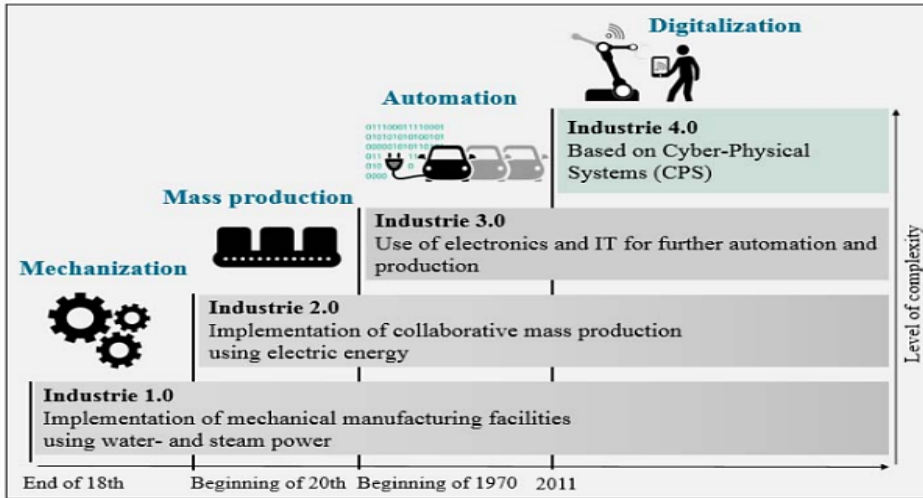 Digitalization
Automation
011100011110001
Industrie 4.0
Based on Cyber-Physical
Systems (CPS)
Mass production
Industrie 3.0
Use of electronics and IT for further automation and
production
Mechanization
Industrie 2.0
Implementation of collaborative mass production
using electric energy
Industrie 1.0
Implementation of mechanical manufacturing facilities
using water- and steam power
Level of complexity
End of 18th
Beginning of 20th
Beginning of 1970
2011